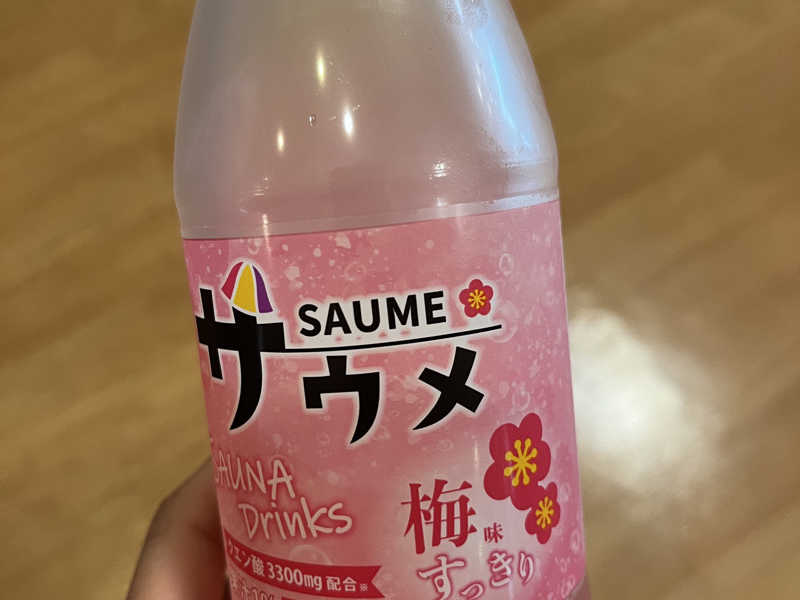 SAUME
サウメ
SAUNA
Drinks
梅味
すっきり
クエン酸3300mg配合※